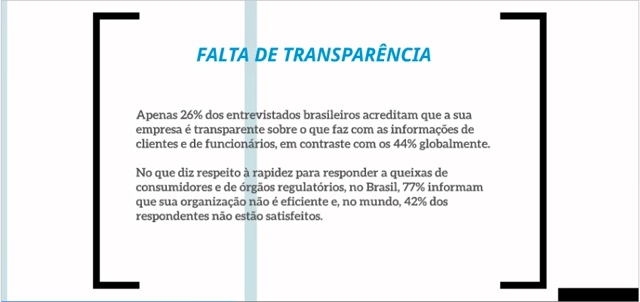 FALTA DE TRANSPARÊNCIA
Apenas 26% dos entrevistados brasileiros acreditam que a sua
empresa é transparente sobre o que faz com as informações de
clientes e de funcionários, em contraste com os 44% globalmente.
No que diz respeito à rapidez para responder a queixas de
consumidores e de órgãos regulatórios, no Brasil, 77% informam
que sua organização não é eficiente e, no mundo, 42% dos
respondentes não estão satisfeitos.